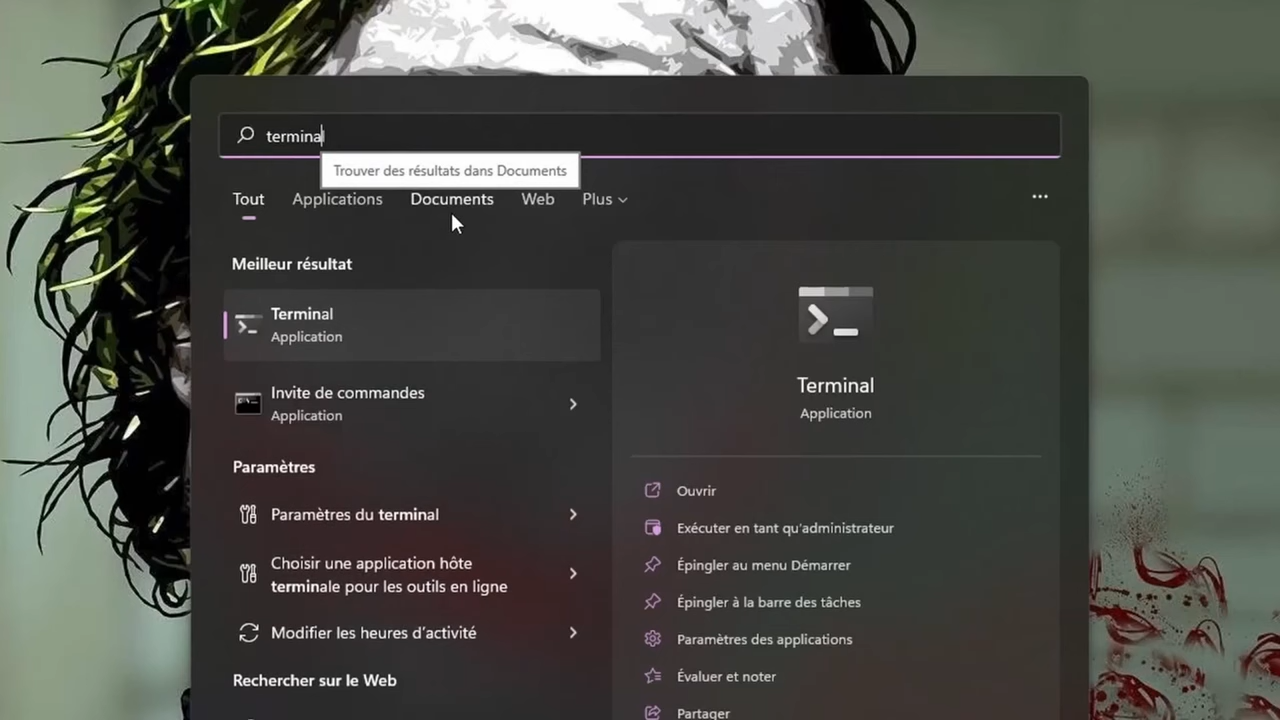 termina
Trouver des résultats dans Documents
Tout
Applications
Documents
Web
Plus
Meilleur résultat
Terminal
Application
Invite de commandes
Application
Paramètres
Paramètres du terminal
Choisir une application hôte
terminale pour les outils en ligne
Modifier les heures d'activité
Rechercher sur le Web
Terminal
Application
Ouvrir
Exécuter en tant qu'administrateur
Épingler au menu Démarrer
Épingler à la barre des tâches
Paramètres des applications
Évaluer et noter
Partager